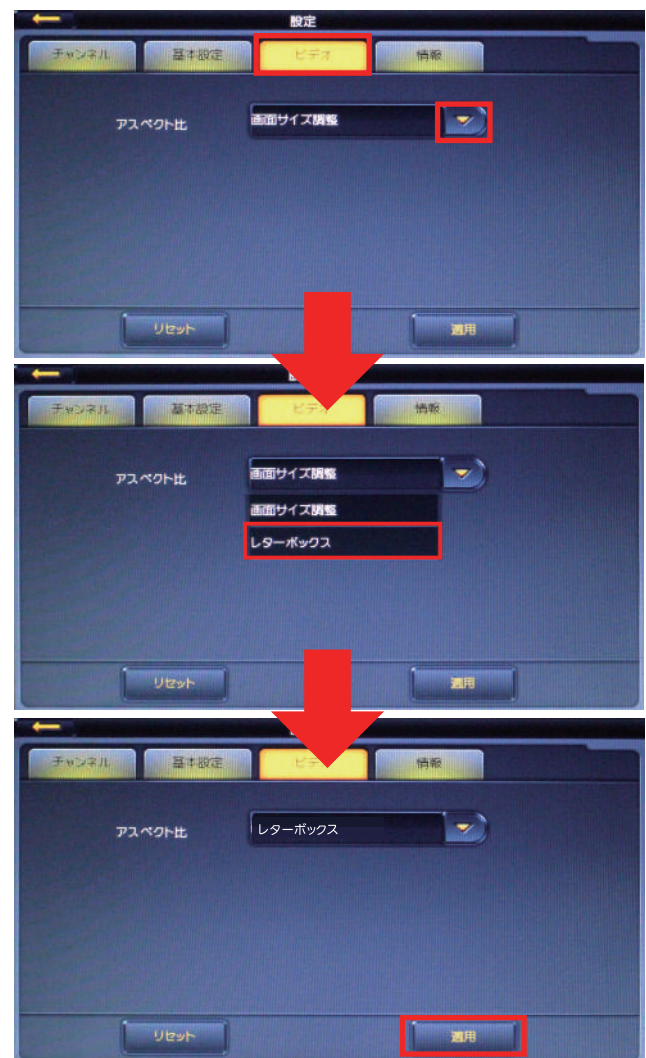 設定
チャンネル 基本設定 ビデオ 情報
アスペクト比 画面サイズ調整
リセット 適用
チャンネル 基本設定 ビデオ 情報
アスペクト比 画面サイズ調整
画面サイズ調整
レターボックス
リセット 適用
チャンネル 基本設定 ビデオ 情報
アスペクト比 レターボックス
リセット 適用